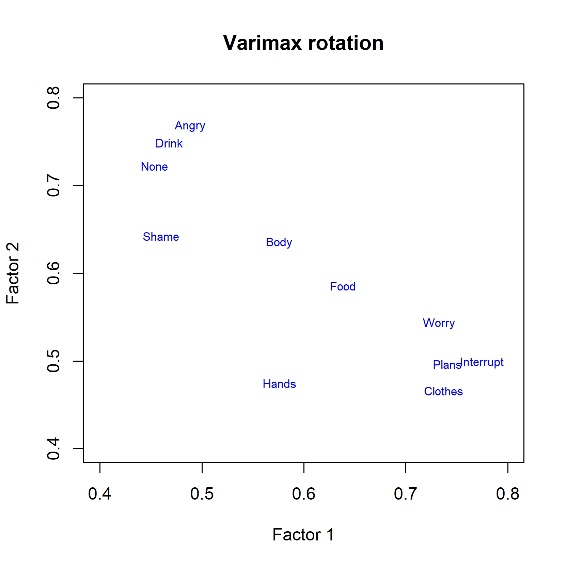 Varimax rotation
0.8
Angry
Drink
None
0.7
Shame
Body
Factor 2
0.6
Food
Worry
0.5
Plans
Interrupt
Hands
Clothes
0.4
0.4 0.5 0.6 0.7 0.8
Factor 1